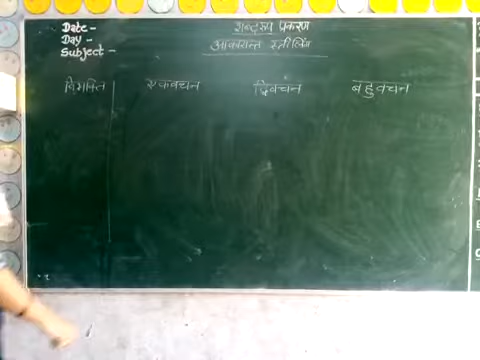 Date -
Day -
Subject -
शब्दरूप प्रकरण
आकारान्त स्त्रीलिंग
विभक्ति एकवचन द्विवचन बहुवचन